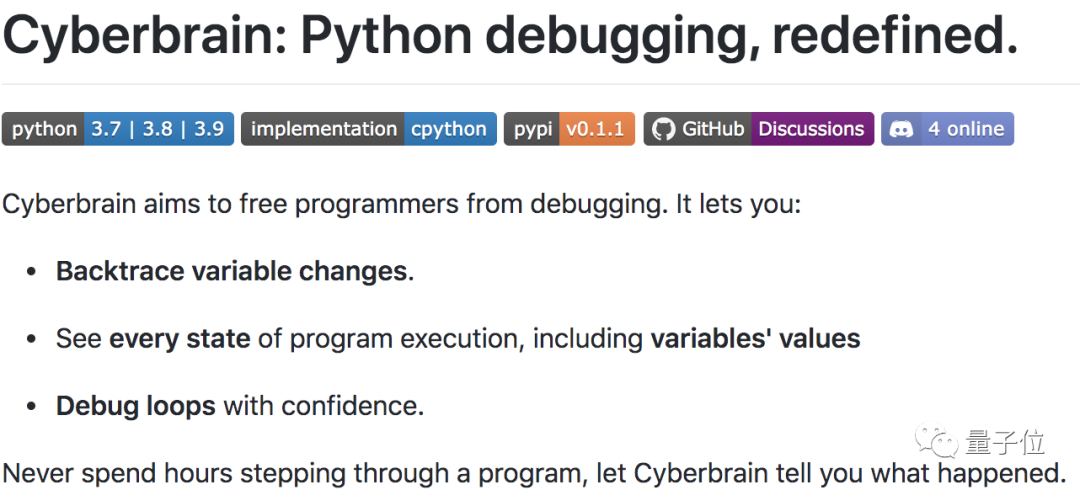 Cyberbrain: Python debugging, redefined.
python 3.7 | 3.8 | 3.9 implementation cpython pypi v0.1.1 GitHub Discussions 4 online
Cyberbrain aims to free programmers from debugging. It lets you:
• Backtrace variable changes.
• See every state of program execution, including variables' values
• Debug loops with confidence.
量子位
Never spend hours stepping through a program, let Cyberbrain tell you what happened.